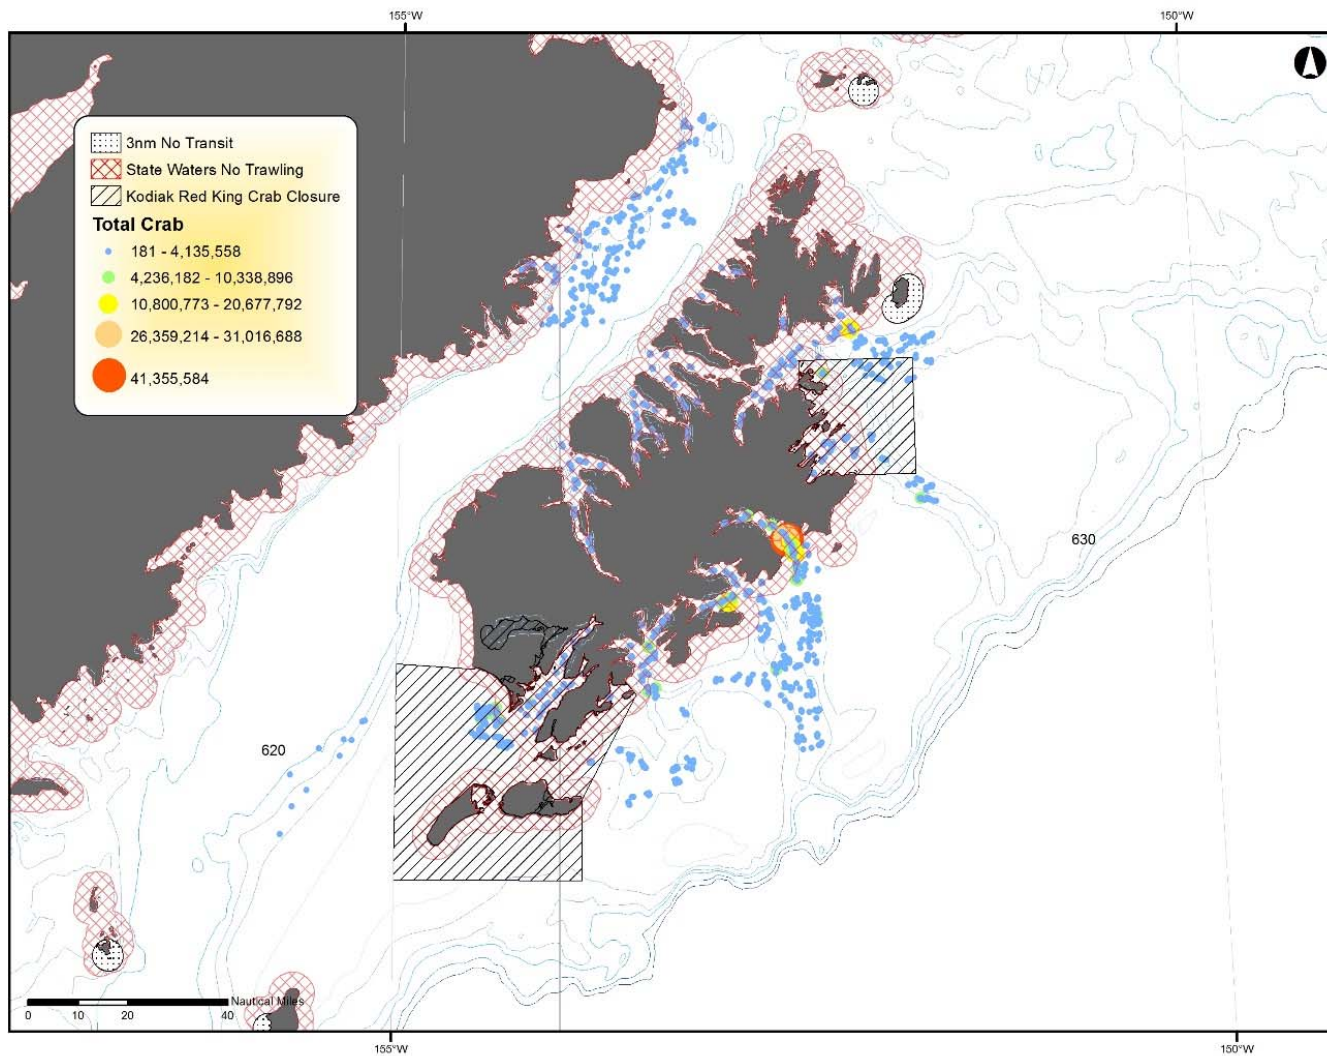 155°W
150°W
3nm No Transit
State Waters No Trawling
Kodiak Red King Crab Closure
Total Crab
181 - 4,135,558
4,236,182 - 10,338,896
10,800,773 - 20,677,792
26,359,214 - 31,016,688
41,355,584
630
620
Nautical Miles
0 10 20 40
155°W
150°W